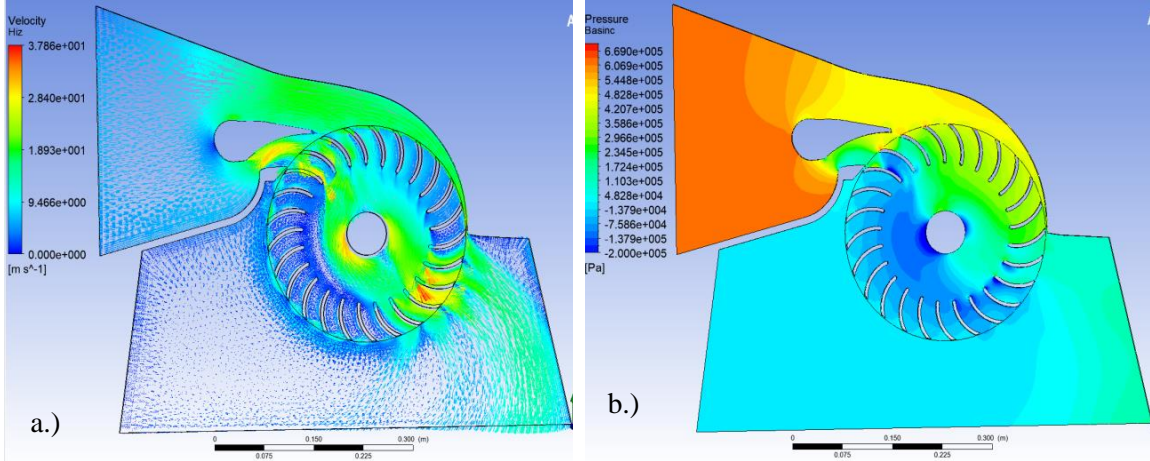 Velocity
Hiz
3.786e+001
2.840e+001
1.893e+001
9.466e+000
0.000e+000
[m s^-1]
A
a.)
0
0.150
0.300 (m)
0.075
0.225
Pressure
Basinc
6.690e+005
6.069e+005
5.448e+005
4.828e+005
4.207e+005
3.586e+005
2.966e+005
2.345e+005
1.724e+005
1.103e+005
4.828e+004
-1.379e+004
-7.586e+004
-1.379e+005
-2.000e+005
[Pa]
A
b.)
0
0.150
0.300 (m)
0.075
0.225